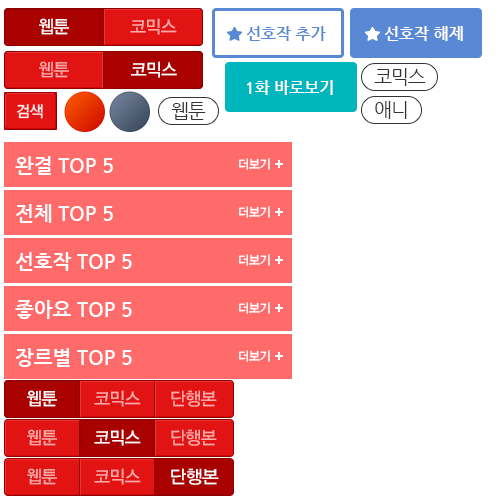 웹툰 코믹스
★ 선호작 추가
★ 선호작 해제
웹툰 코믹스
1화 바로보기
코믹스
검색
웹툰
애니
완결 TOP 5 더보기 +
전체 TOP 5 더보기 +
선호작 TOP 5 더보기 +
좋아요 TOP 5 더보기 +
장르별 TOP 5 더보기 +
웹툰 코믹스 단행본
웹툰 코믹스 단행본
웹툰 코믹스 단행본